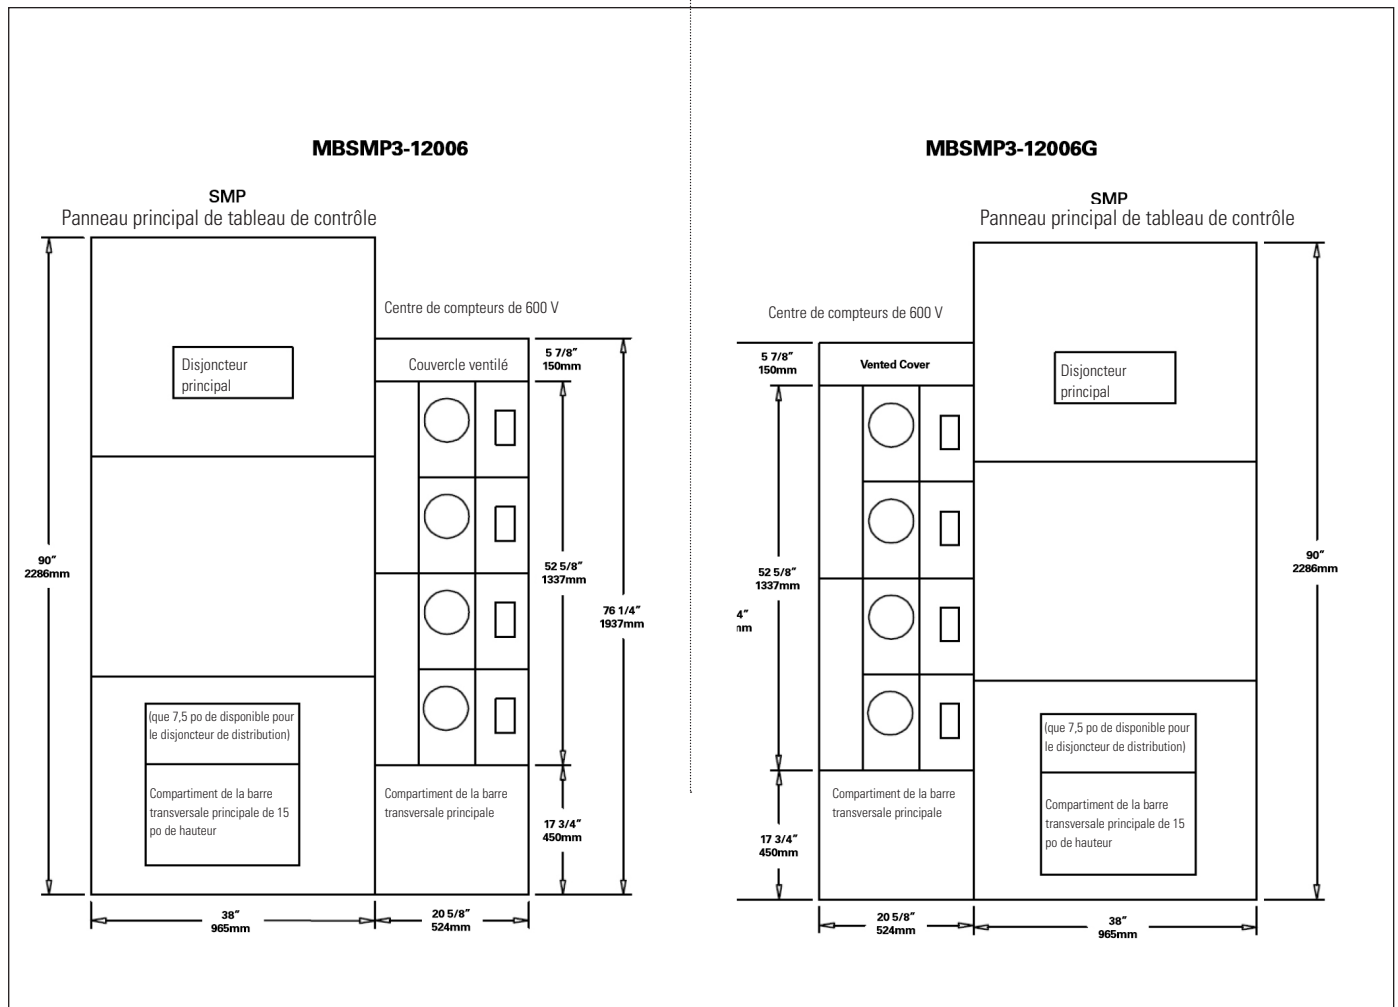 MBSMP3-12006
SMP
Panneau principal de tableau de contrôle
Centre de compteurs de 600 V
Couvercle ventilé
5 7/8"
150mm
Disjoncteur
principal
90"
2286mm
52 5/8"
1337mm
76 1/4"
1937mm
(que 7,5 po de disponible pour
le disjoncteur de distribution)
Compartiment de la barre
transversale principale de 15
po de hauteur
Compartiment de la barre
transversale principale
17 3/4"
450mm
38"
965mm
20 5/8"
524mm
MBSMP3-12006G
SMP
Panneau principal de tableau de contrôle
Centre de compteurs de 600 V
5 7/8"
150mm
Vented Cover
Disjoncteur
principal
52 5/8"
1337mm
90"
2286mm
4"
m
(que 7,5 po de disponible pour
le disjoncteur de distribution)
Compartiment de la barre
transversale principale
Compartiment de la barre
transversale principale de 15
po de hauteur
17 3/4"
450mm
20 5/8"
524mm
38"
965mm